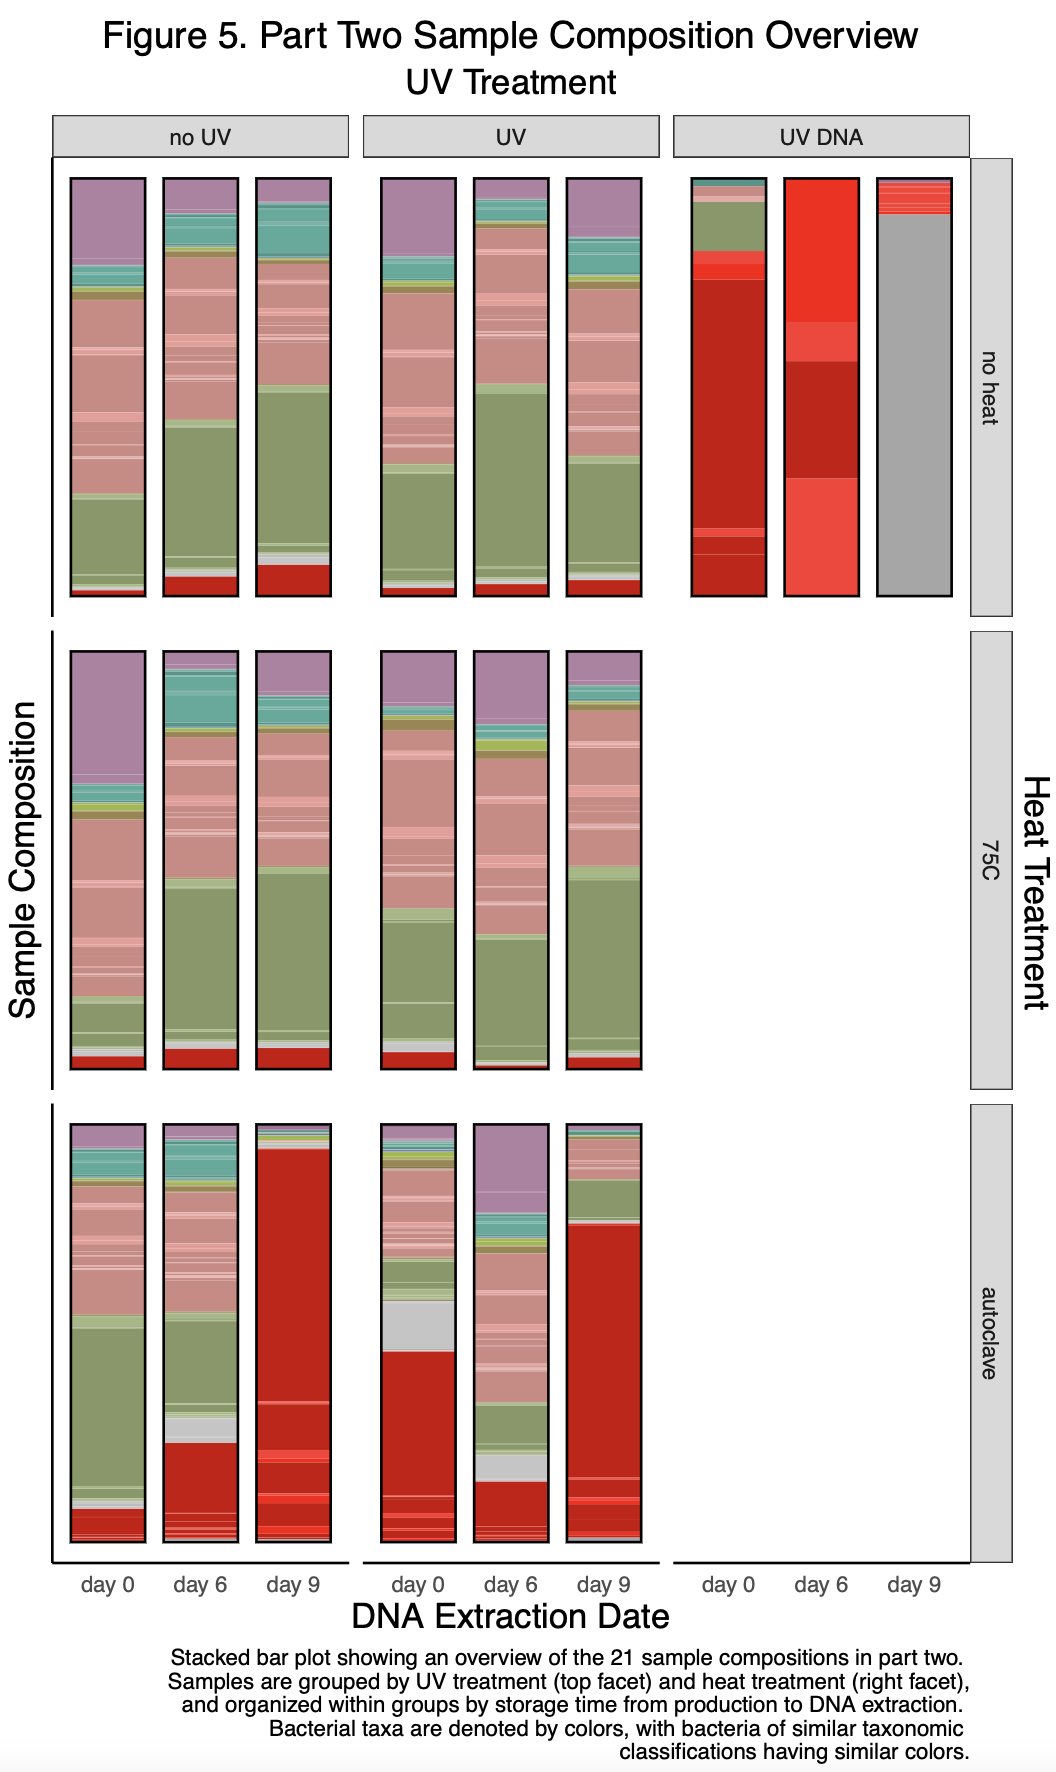 Figure 5. Part Two Sample Composition Overview
UV Treatment
no UV
UV
UV DNA
no heat
75C
autoclave
Heat Treatment
Sample Composition
day 0
day 6
day 9
day 0
day 6
day 9
day 0
day 6
day 9
DNA Extraction Date
Stacked bar plot showing an overview of the 21 sample compositions in part two.
Samples are grouped by UV treatment (top facet) and heat treatment (right facet),
and organized within groups by storage time from production to DNA extraction.
Bacterial taxa are denoted by colors, with bacteria of similar taxonomic
classifications having similar colors.